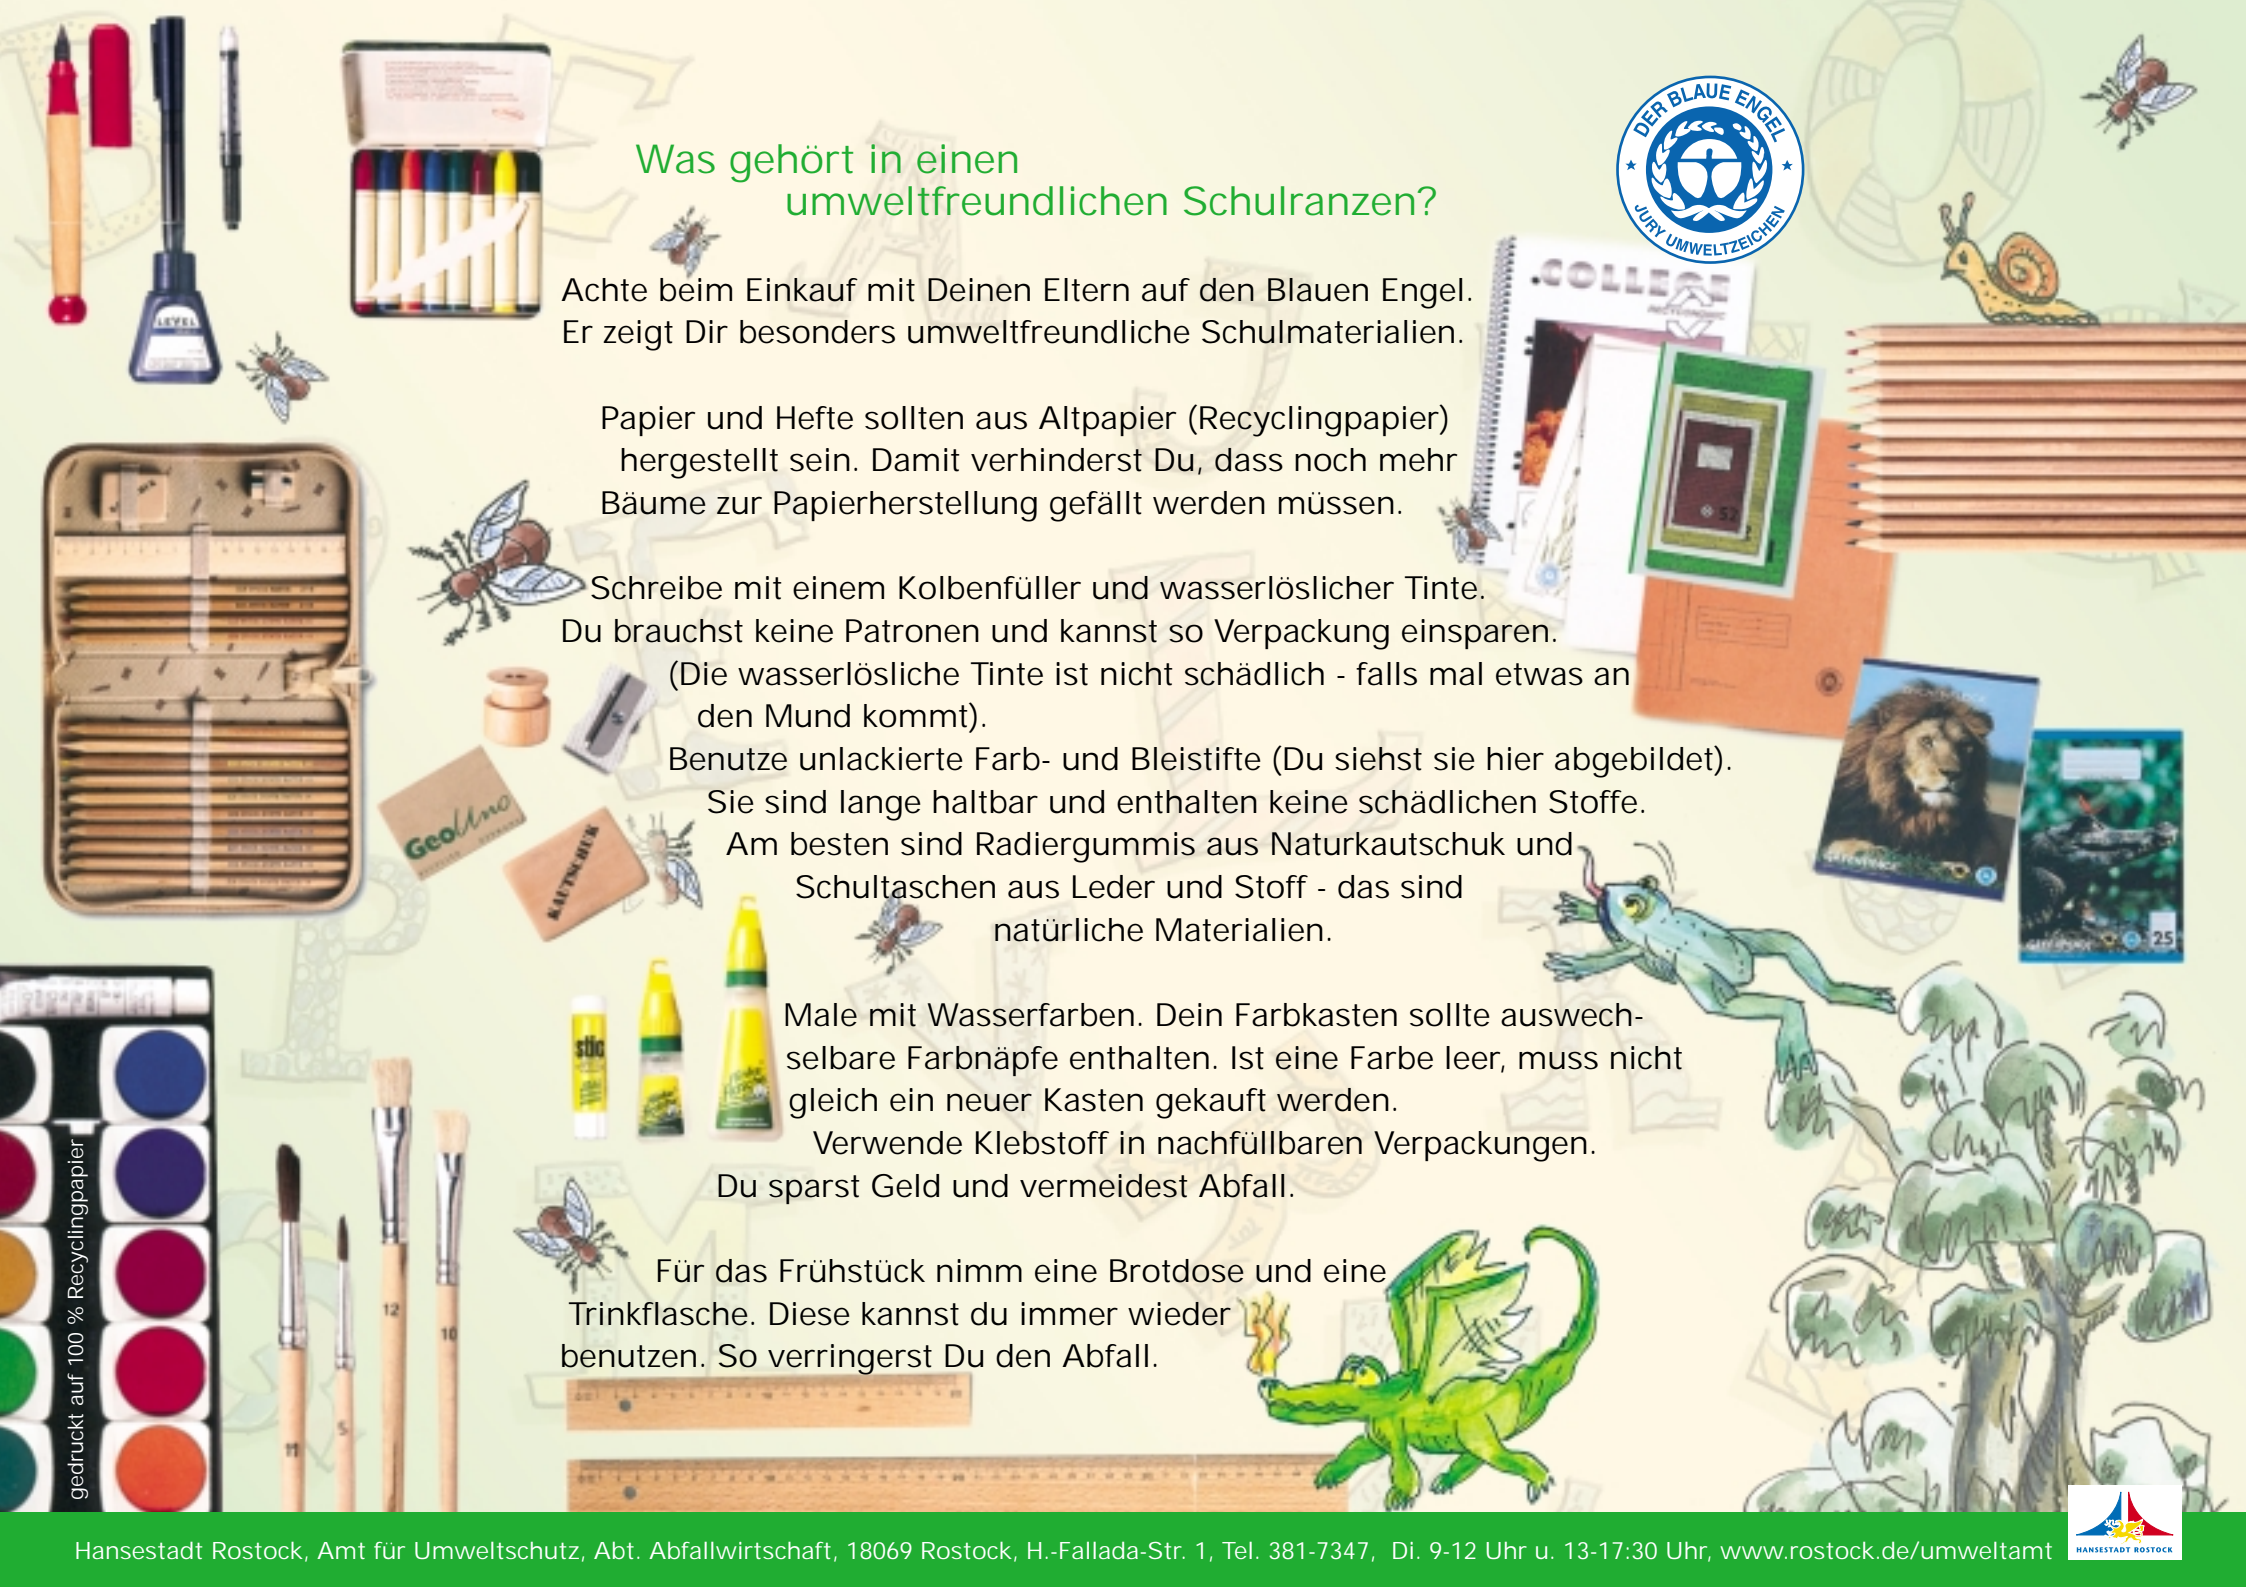 Was gehört in einen
umweltfreundlichen Schulranzen?
DER BLAUE ENGEL
JURY UMWELTZEICHEN
Achte beim Einkauf mit Deinen Eltern auf den Blauen Engel.
Er zeigt Dir besonders umweltfreundliche Schulmaterialien.
Papier und Hefte sollten aus Altpapier (Recyclingpapier)
hergestellt sein. Damit verhinderst Du, dass noch mehr
Bäume zur Papierherstellung gefällt werden müssen.
Schreibe mit einem Kolbenfüller und wasserlöslicher Tinte.
Du brauchst keine Patronen und kannst so Verpackung einsparen.
(Die wasserlösliche Tinte ist nicht schädlich - falls mal etwas an
den Mund kommt).
Benutze unlackierte Farb- und Bleistifte (Du siehst sie hier abgebildet).
Sie sind lange haltbar und enthalten keine schädlichen Stoffe.
Am besten sind Radiergummis aus Naturkautschuk und
Schultaschen aus Leder und Stoff - das sind
natürliche Materialien.
Male mit Wasserfarben. Dein Farbkasten sollte auswech-
selbare Farbnäpfe enthalten. Ist eine Farbe leer, muss nicht
gleich ein neuer Kasten gekauft werden.
Verwende Klebstoff in nachfüllbaren Verpackungen.
Du sparst Geld und vermeidest Abfall.
Für das Frühstück nimm eine Brotdose und eine
Trinkflasche. Diese kannst du immer wieder
benutzen. So verringerst Du den Abfall.
LEVEL
COLLEGE
GeoUno
KAUTSCHUK
stic
52
25
12
10
11
5
gedruckt auf 100 % Recyclingpapier
Hansestadt Rostock, Amt für Umweltschutz, Abt. Abfallwirtschaft, 18069 Rostock, H.-Fallada-Str. 1, Tel. 381-7347, Di. 9-12 Uhr u. 13-17:30 Uhr, www.rostock.de/umweltamt
HANSESTADT ROSTOCK